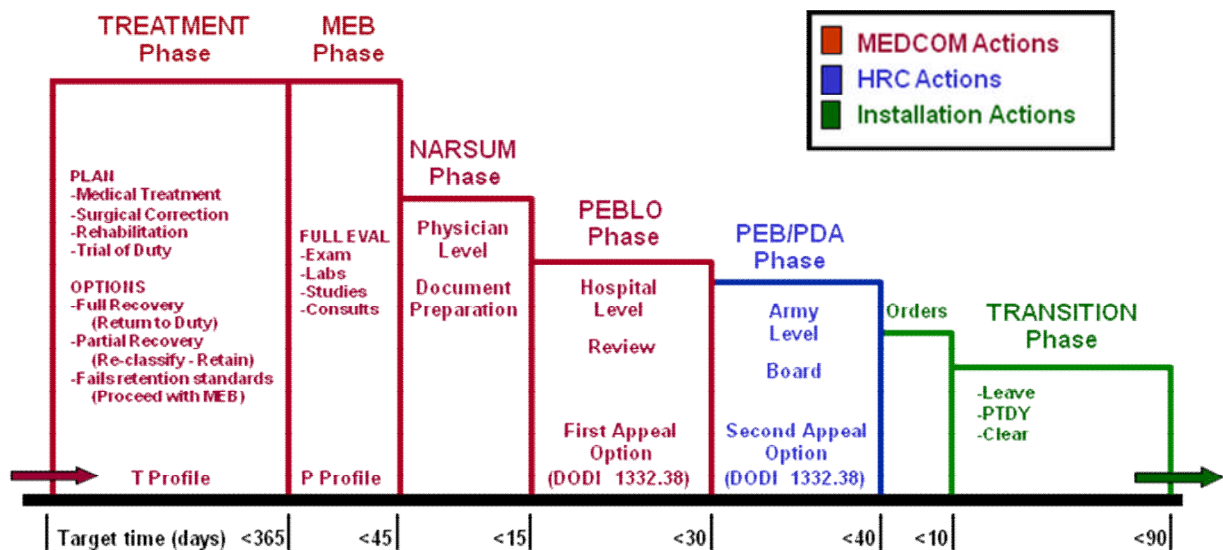 TREATMENT
Phase
MEB
Phase
MEDCOM Actions
HRC Actions
Installation Actions
NARSUM
Phase
PEBLO
Phase
PEB/PDA
Phase
TRANSITION
Phase
PLAN
-Medical Treatment
-Surgical Correction
-Rehabilitation
-Trial of Duty
OPTIONS
-Full Recovery
(Return to Duty)
-Partial Recovery
(Re-classify - Retain)
-Fails retention standards
(Proceed with MEB)
T Profile
FULL EVAL
-Exam
-Labs
-Studies
-Consults
P Profile
Physician
Level
Document
Preparation
Hospital
Level
Review
First Appeal
Option
(DODI 1332.38)
Army
Level
Board
Second Appeal
Option
(DODI 1332.38)
Orders
-Leave
-PTDY
-Clear
Target time (days) <365 <45 <15 <30 <40 <10 <90